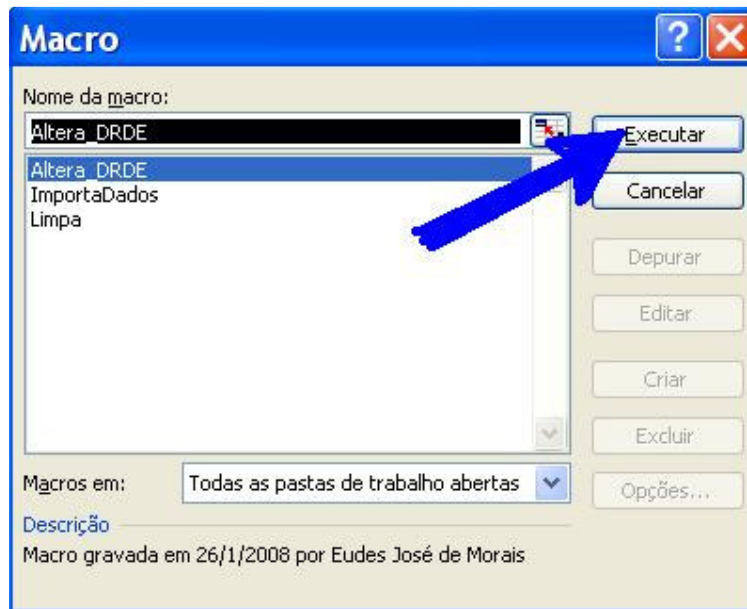 Macro
Nome da macro:
Altera_DRDE
Executar
Altera_DRDE
ImportaDados
Limpa
Cancelar
Depurar
Editar
Criar
Excluir
Macros em:
Todas as pastas de trabalho abertas
Opções...
Descrição
Macro gravada em 26/1/2008 por Eudes José de Morais